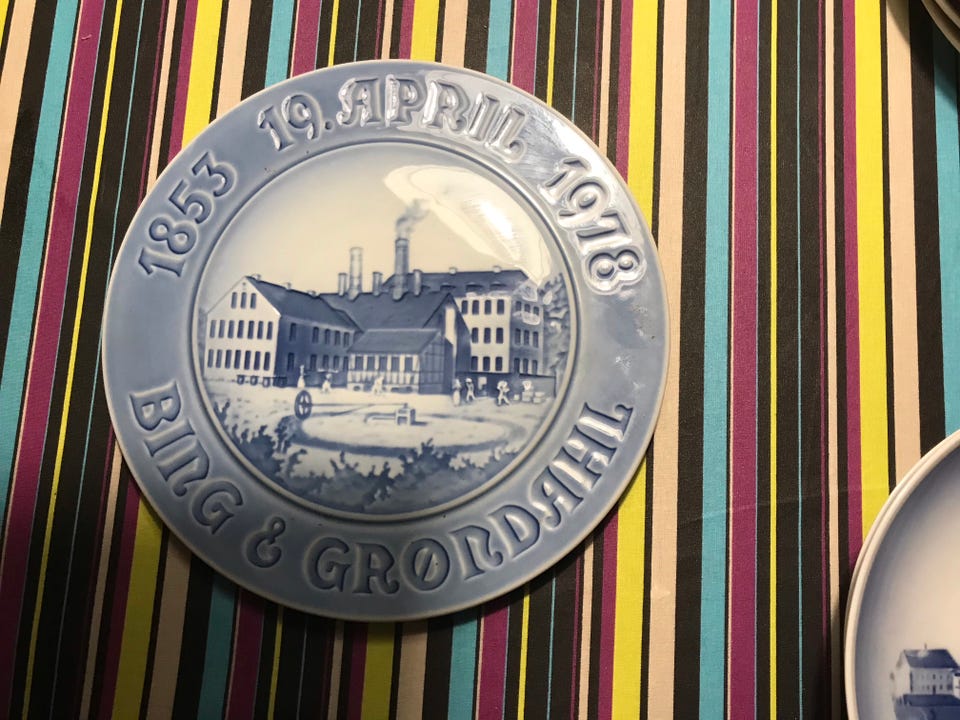 1853 19. APRIL 1978
BING & GRØNDAHL